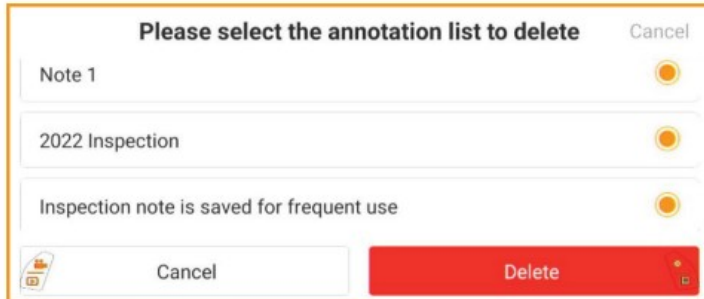 Please select the annotation list to delete Cancel
Note 1
2022 Inspection
Inspection note is saved for frequent use
Cancel Delete